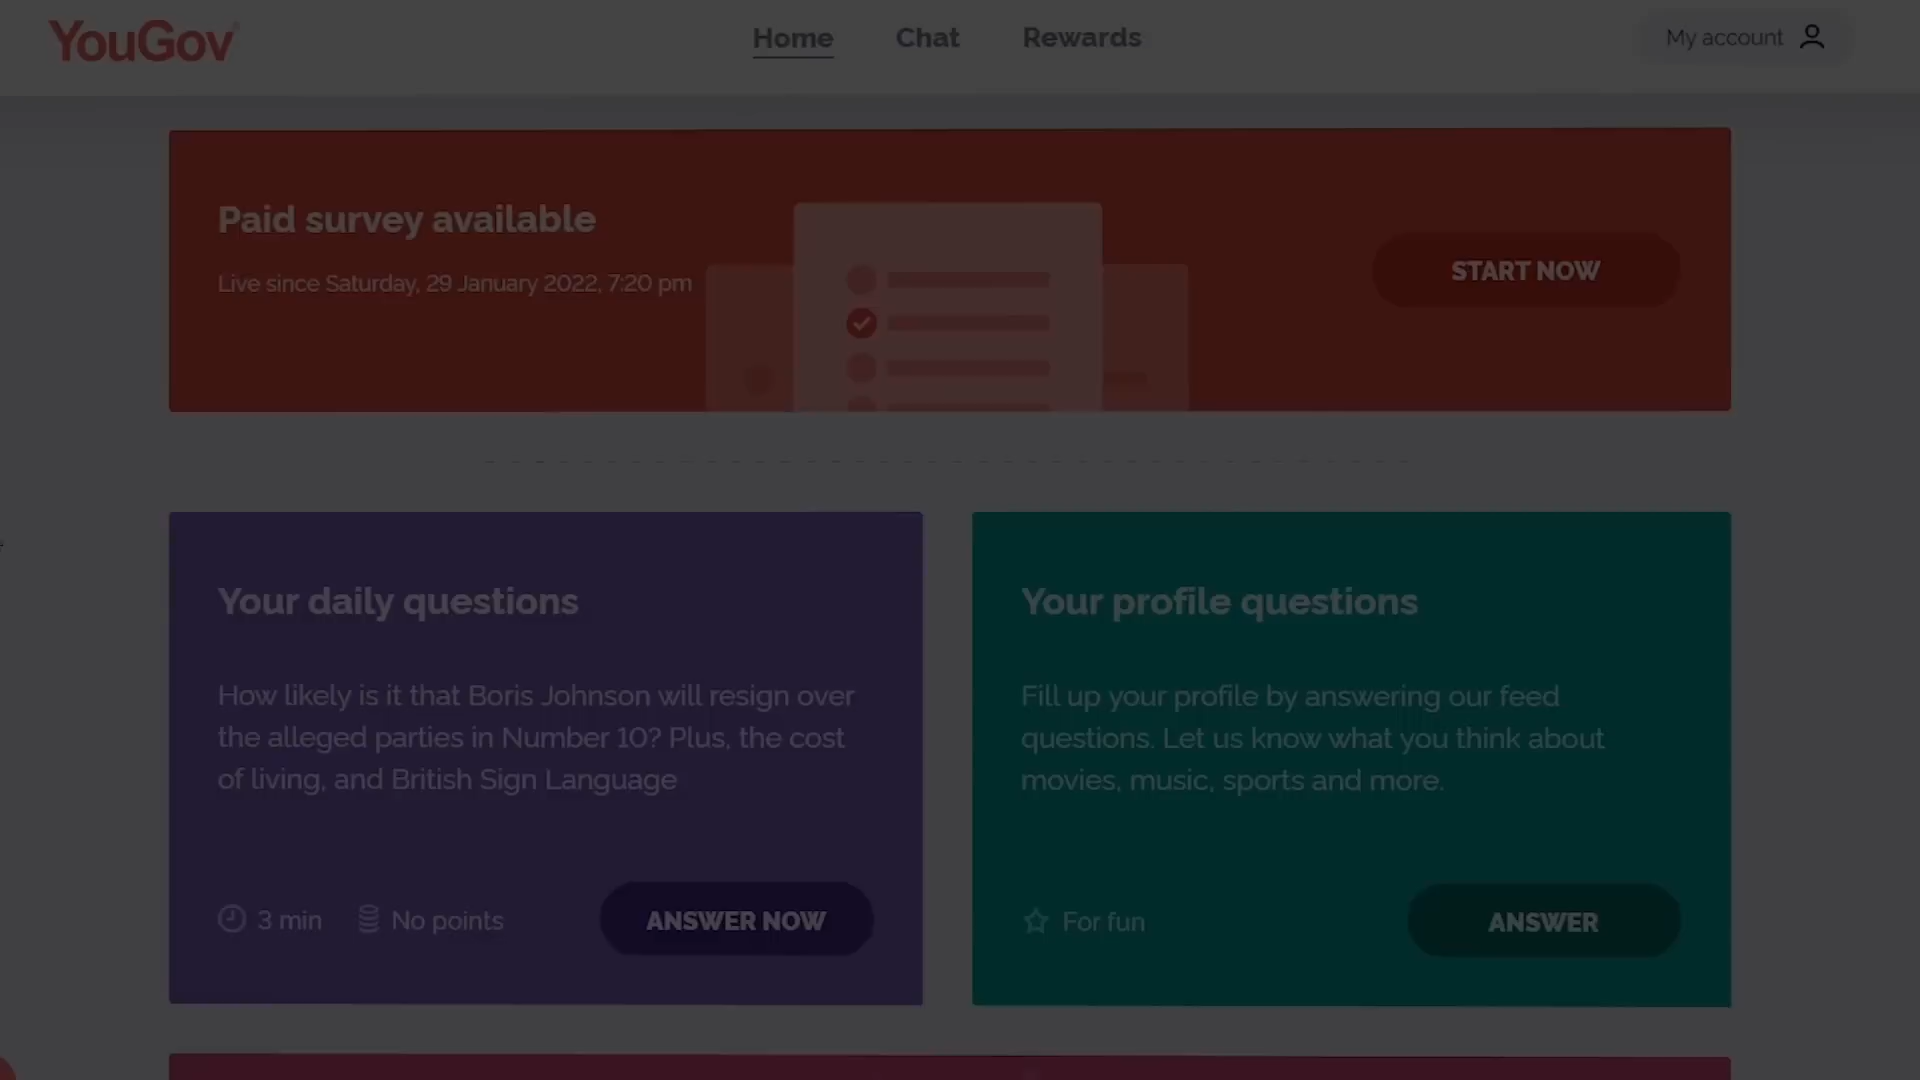 YouGov
Home
Chat
Rewards
My account
Paid survey available
Live since Saturday, 29 January 2022, 7:20 pm
START NOW
Your daily questions
How likely is it that Boris Johnson will resign over
the alleged parties in Number 10? Plus, the cost
of living, and British Sign Language
3 min
No points
ANSWER NOW
Your profile questions
Fill up your profile by answering our feed
questions. Let us know what you think about
movies, music, sports and more.
For fun
ANSWER